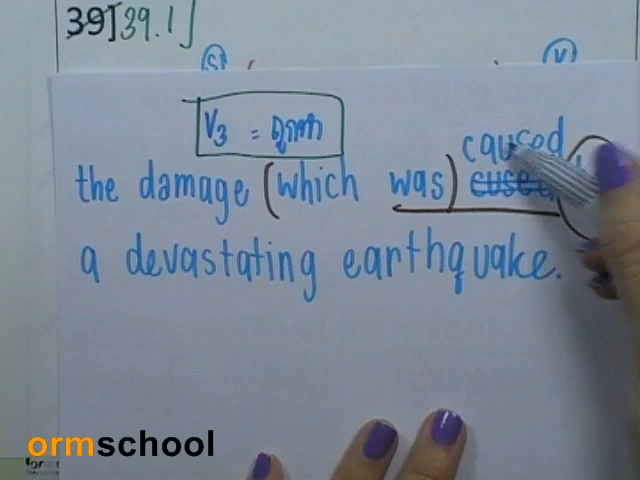 39] 39.1]
S V
V3 = ถูกทำ
caused
the damage (which was)
a devastating earthquake.
ormschool